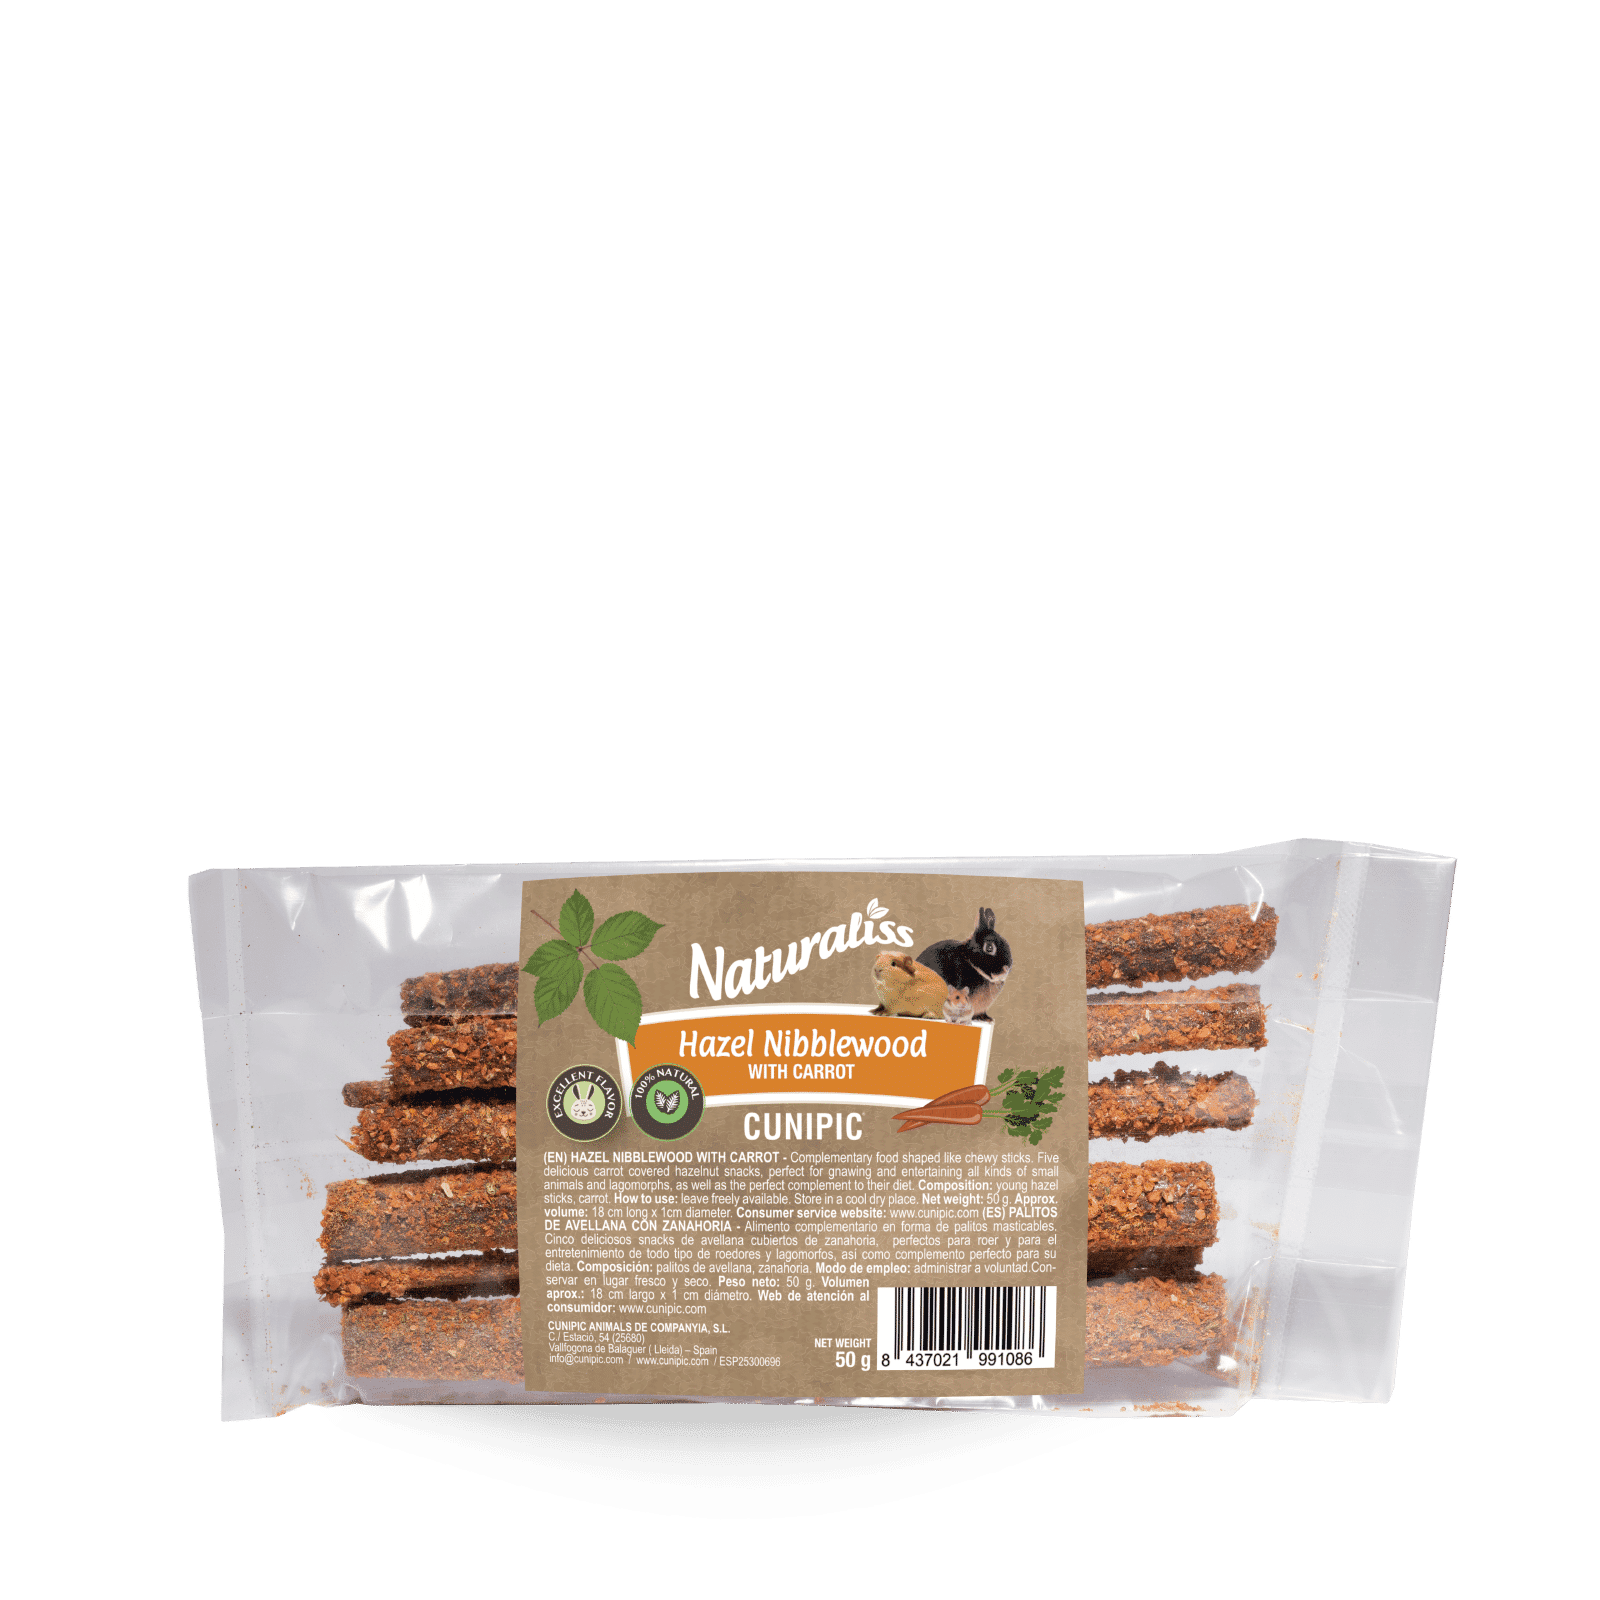 Naturaliss
Hazel Nibblewood
WITH CARROT
EXCELLENT FLAVOR
100% NATURAL
CUNIPIC
(EN) HAZEL NIBBLEWOOD WITH CARROT - Complementary food shaped like chewy sticks. Five
delicious carrot covered hazelnut snacks, perfect for gnawing and entertaining all kinds of small
animals and lagomorphs, as well as the perfect complement to their diet. Composition: young hazel
sticks, carrot. How to use: leave freely available. Store in a cool dry place. Net weight: 50 g. Approx.
volume: 18 cm long x 1cm diameter. Consumer service website: www.cunipic.com (ES) PALITOS
DE AVELLANA CON ZANAHORIA - Alimento complementario en forma de palitos masticables.
Cinco deliciosos snacks de avellana cubiertos de zanahoria, perfectos para roer y para el
entretenimiento de todo tipo de roedores y lagomorfos, así como complemento perfecto para su
dieta. Composición: palitos de avellana, zanahoria. Modo de empleo: administrar a voluntad.Con-
servar en lugar fresco y seco. Peso neto: 50 g. Volumen
aprox.: 18 cm largo x 1 cm diámetro. Web de atención al
consumidor: www.cunipic.com
CUNIPIC ANIMALS DE COMPANYIA, S.L.
C./ Estació, 54 (25680)
Vallfogona de Balaguer ( Lleida) – Spain
info@cunipic.com / www.cunipic.com / ESP25300696
NET WEIGHT
50 g
8 437021 991086